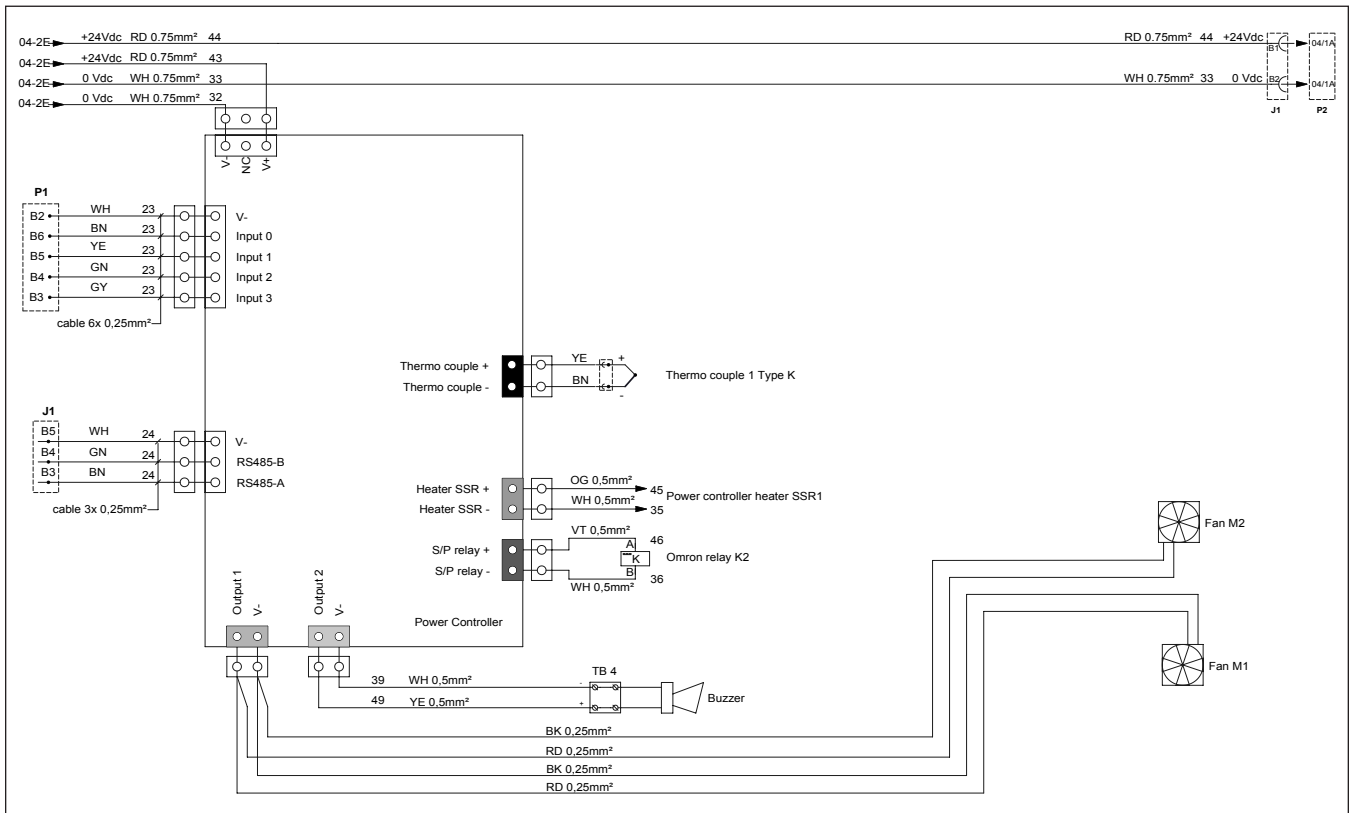 04-2E +24Vdc RD 0.75mm² 44 RD 0.75mm² 44 +24Vdc B1 04/1A
04-2E +24Vdc RD 0.75mm² 43
04-2E 0 Vdc WH 0.75mm² 33 WH 0.75mm² 33 0 Vdc B2 04/1A
04-2E 0 Vdc WH 0.75mm² 32
J1 P2
V- NC V+
P1
B2 WH 23 V-
B6 BN 23 Input 0
B5 YE 23 Input 1
B4 GN 23 Input 2
B3 GY 23 Input 3
cable 6x 0,25mm²
Thermo couple + YE +
Thermo couple 1 Type K
Thermo couple - BN -
J1
B5 WH 24 V-
B4 GN 24 RS485-B
B3 BN 24 RS485-A
cable 3x 0,25mm²
Heater SSR + OG 0,5mm² 45
Power controller heater SSR1
Heater SSR - WH 0,5mm² 35
VT 0,5mm² 46
S/P relay + A
K Omron relay K2
S/P relay - B 36
WH 0,5mm²
Fan M2
Output 1 V- Output 2 V-
Power Controller
Fan M1
TB 4
39 WH 0,5mm² -
Buzzer
49 YE 0,5mm² +
BK 0,25mm²
RD 0,25mm²
BK 0,25mm²
RD 0,25mm²